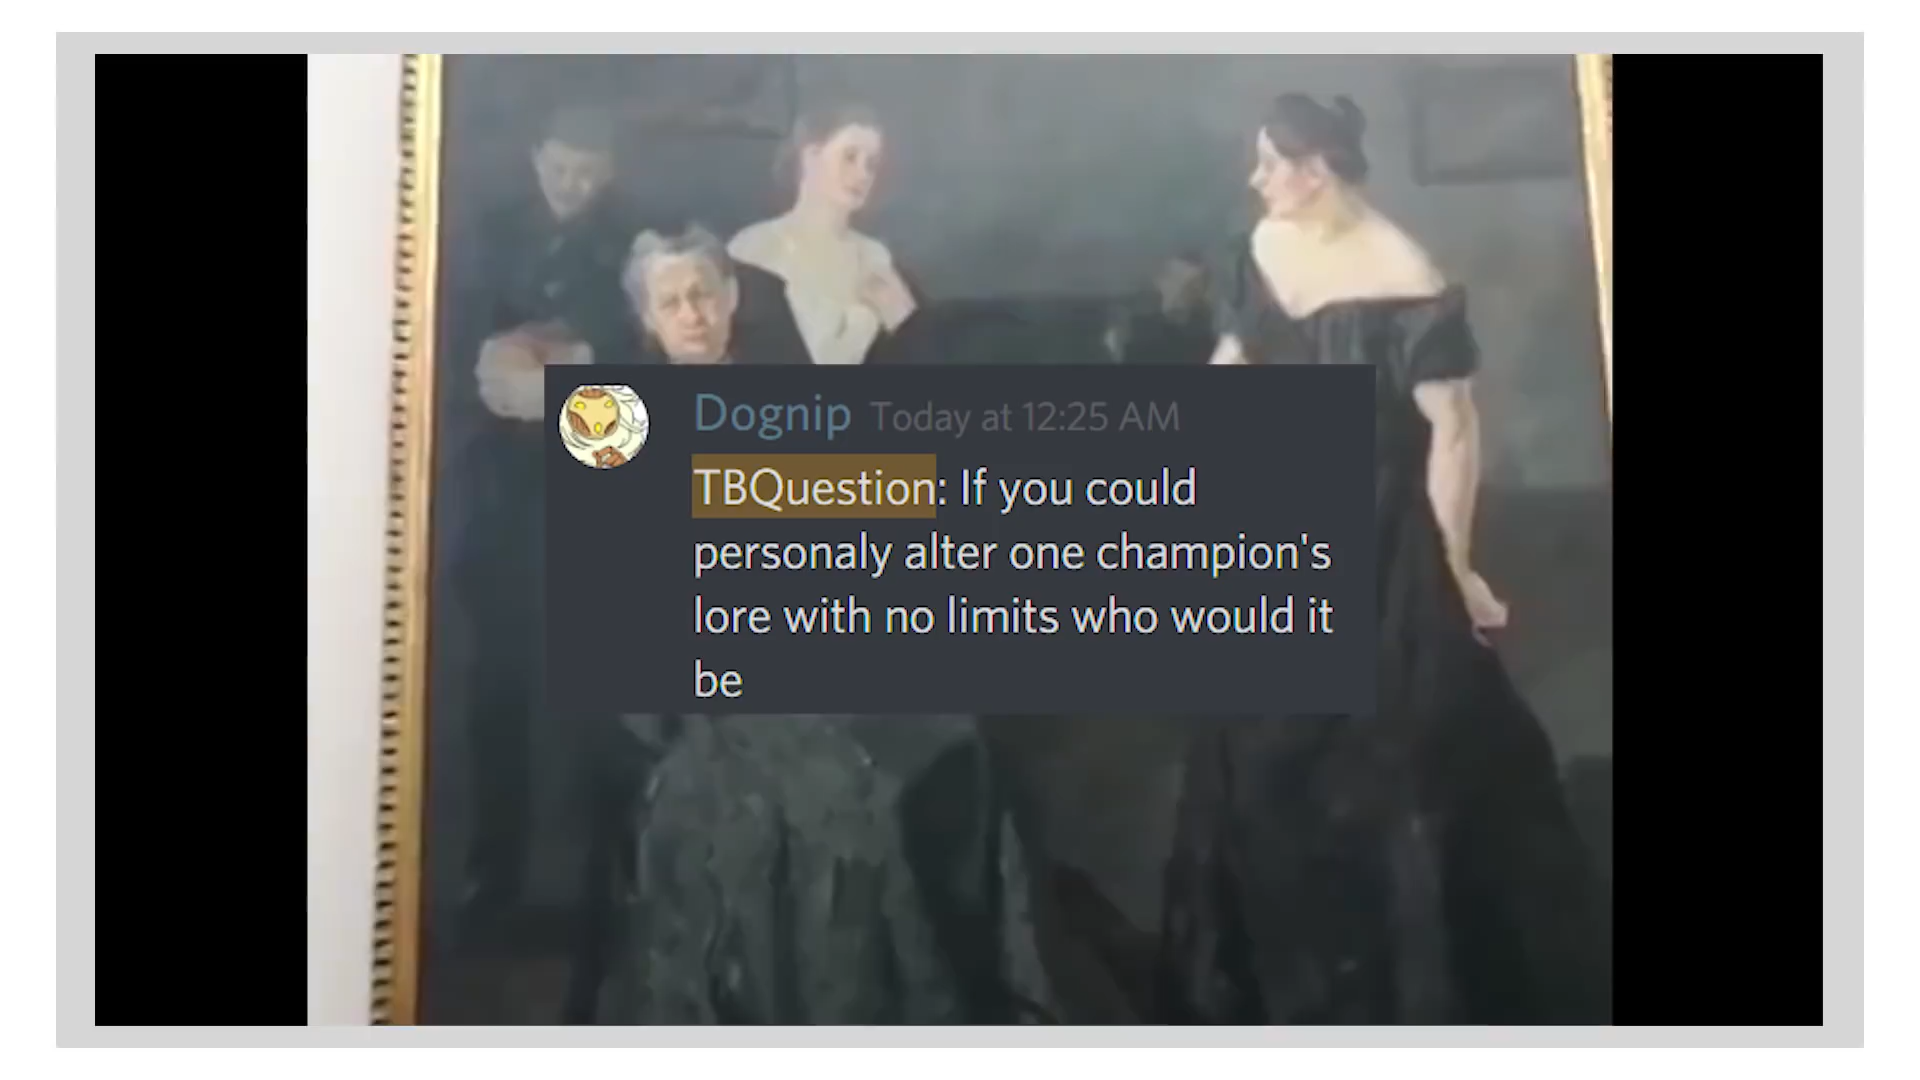 Dognip Today at 12:25 AM
TBQuestion: If you could
personaly alter one champion's
lore with no limits who would it
be